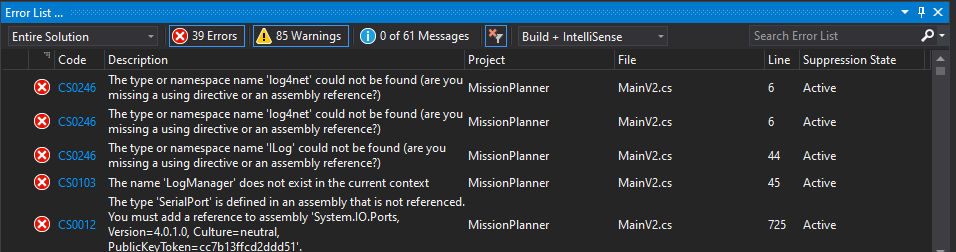 Error List ...
Entire Solution 39 Errors 85 Warnings 0 of 61 Messages Build + IntelliSense Search Error List
Code Description Project File Line Suppression State
CS0246 The type or namespace name 'log4net' could not be found (are you missing a using directive or an assembly reference?) MissionPlanner MainV2.cs 6 Active
CS0246 The type or namespace name 'log4net' could not be found (are you missing a using directive or an assembly reference?) MissionPlanner MainV2.cs 6 Active
CS0246 The type or namespace name 'ILog' could not be found (are you missing a using directive or an assembly reference?) MissionPlanner MainV2.cs 44 Active
CS0103 The name 'LogManager' does not exist in the current context MissionPlanner MainV2.cs 45 Active
CS0012 The type 'SerialPort' is defined in an assembly that is not referenced. You must add a reference to assembly 'System.IO.Ports, Version=4.0.1.0, Culture=neutral, PublicKeyToken=cc7b13ffcd2ddd51'. MissionPlanner MainV2.cs 725 Active